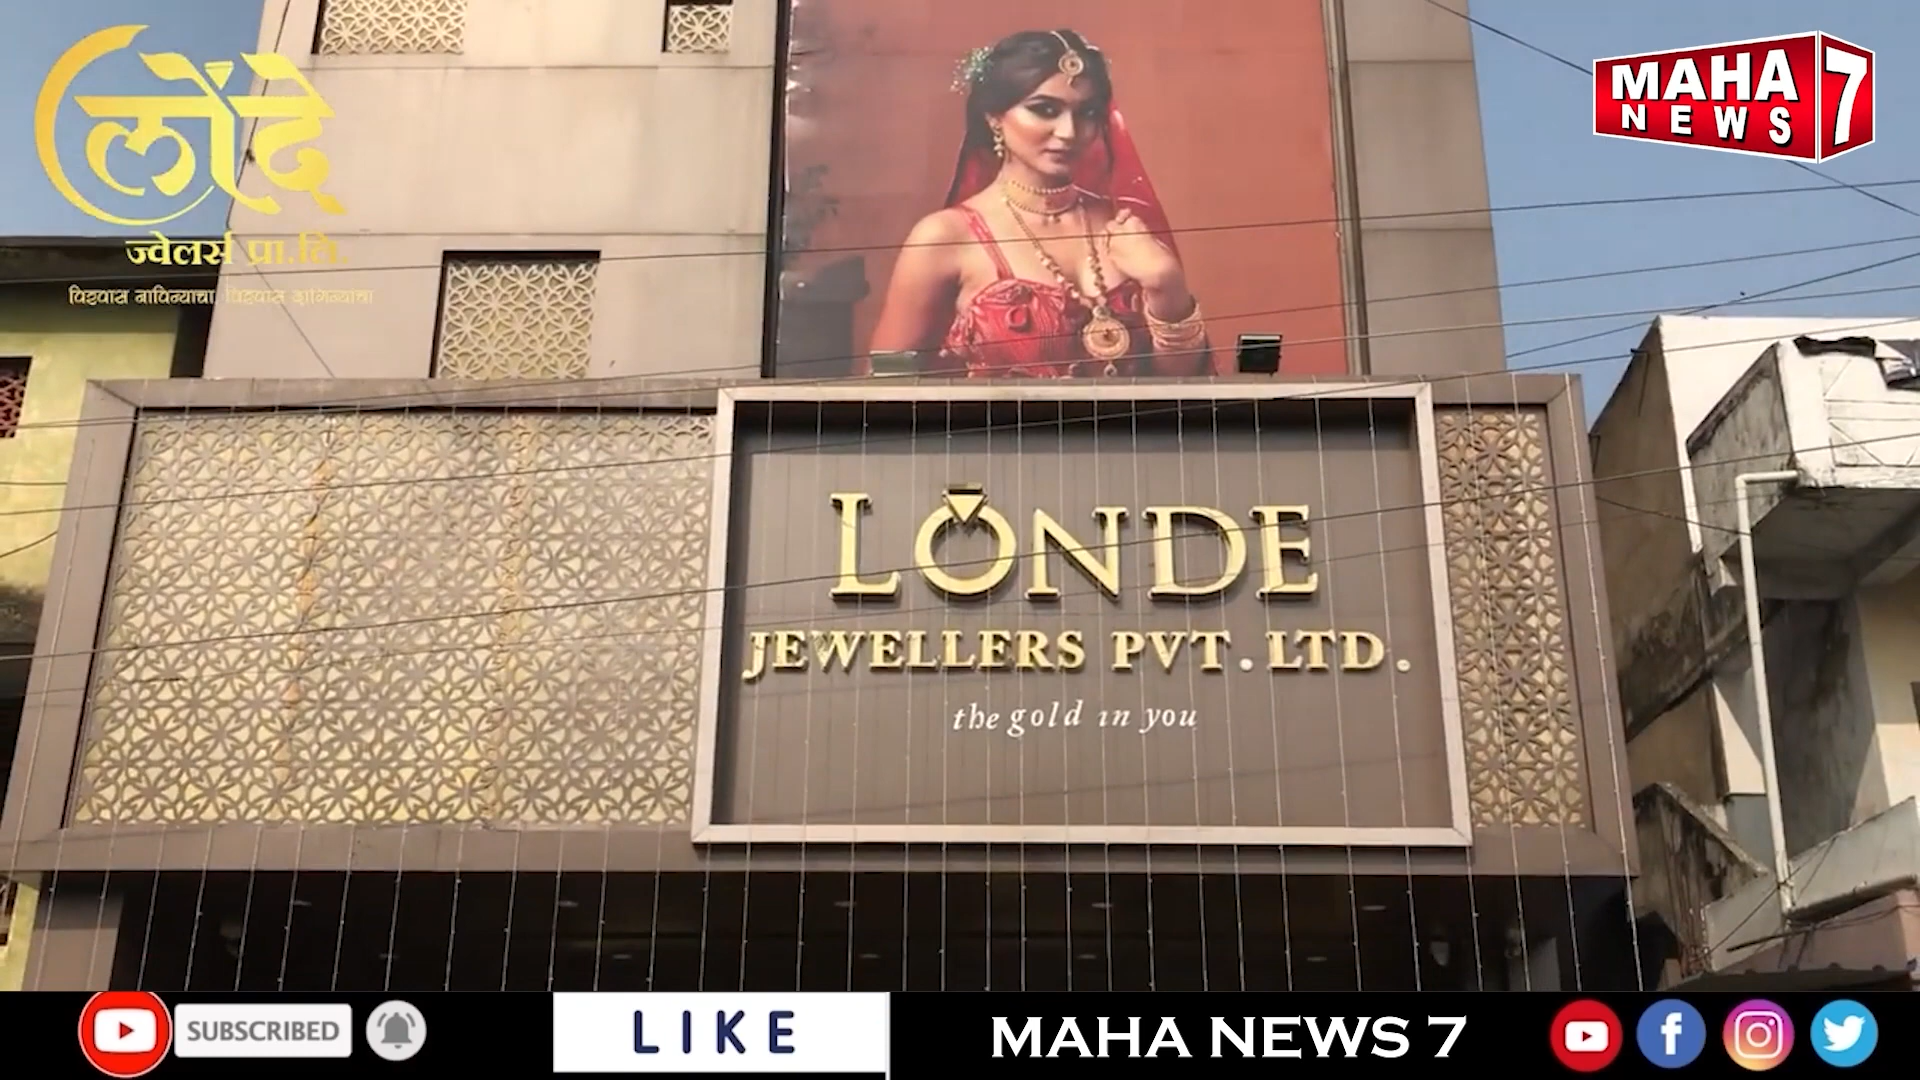 लोंदे
ज्वेलर्स प्रा.लि.
विश्वास नाविन्याचा, विश्वास दागिन्यांचा
MAHA
NEWS
7
LONDE
JEWELLERS PVT. LTD.
the gold in you
SUBSCRIBED
LIKE
MAHA NEWS 7